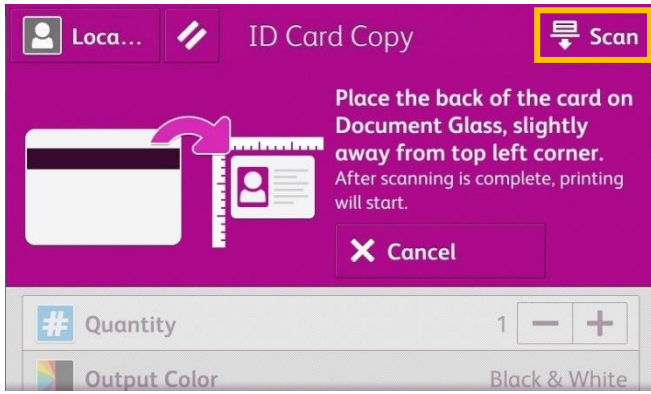 Loca...
ID Card Copy
Scan
Place the back of the card on
Document Glass, slightly
away from top left corner.
After scanning is complete, printing
will start.
Cancel
# Quantity 1 − +
Output Color Black & White